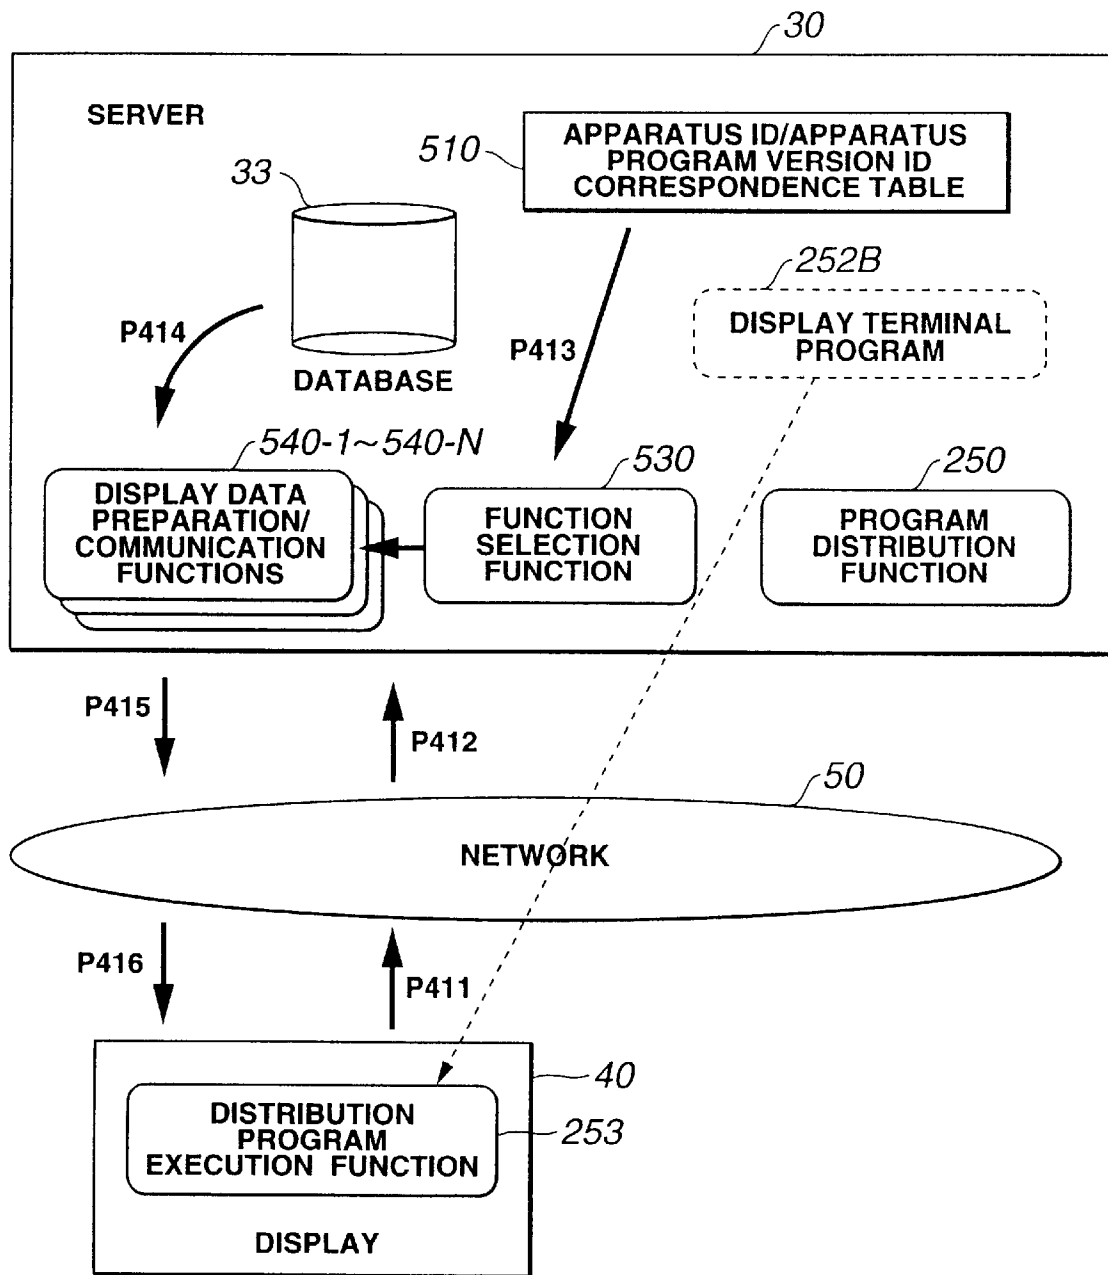 30
SERVER
510
APPARATUS ID/APPARATUS
PROGRAM VERSION ID
CORRESPONDENCE TABLE
33
252B
P414
DATABASE
P413
DISPLAY TERMINAL
PROGRAM
540-1~540-N
530
250
DISPLAY DATA
PREPARATION/
COMMUNICATION
FUNCTIONS
FUNCTION
SELECTION
FUNCTION
PROGRAM
DISTRIBUTION
FUNCTION
P415
P412
50
NETWORK
P416
P411
40
DISTRIBUTION
PROGRAM
EXECUTION FUNCTION
253
DISPLAY